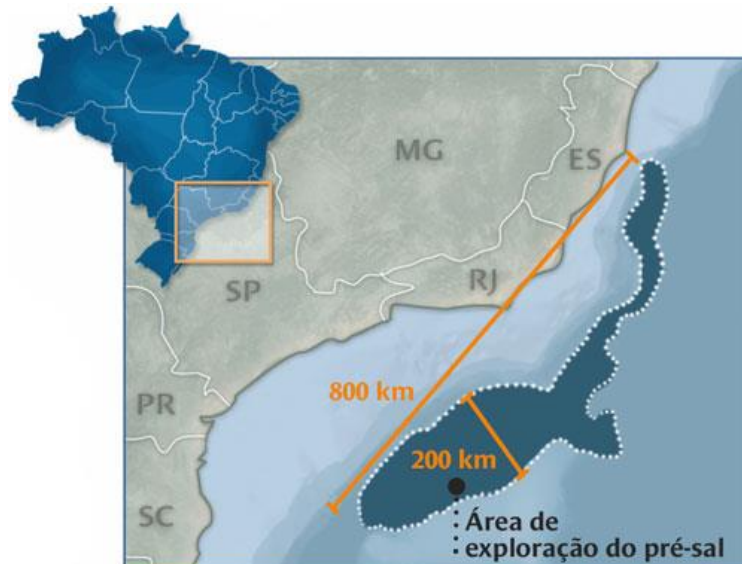 MG
ES
SP
RJ
PR
SC
800 km
200 km
Área de
exploração do pré-sal